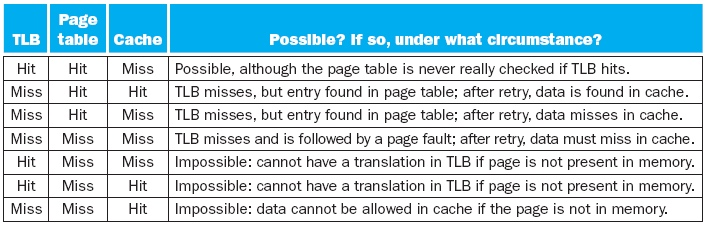 TLB Page table Cache Possible? If so, under what circumstance?
Hit Hit Miss Possible, although the page table is never really checked if TLB hits.
Miss Hit Hit TLB misses, but entry found in page table; after retry, data is found in cache.
Miss Hit Miss TLB misses, but entry found in page table; after retry, data misses in cache.
Miss Miss Miss TLB misses and is followed by a page fault; after retry, data must miss in cache.
Hit Miss Miss Impossible: cannot have a translation in TLB if page is not present in memory.
Hit Miss Hit Impossible: cannot have a translation in TLB if page is not present in memory.
Miss Miss Hit Impossible: data cannot be allowed in cache if the page is not in memory.